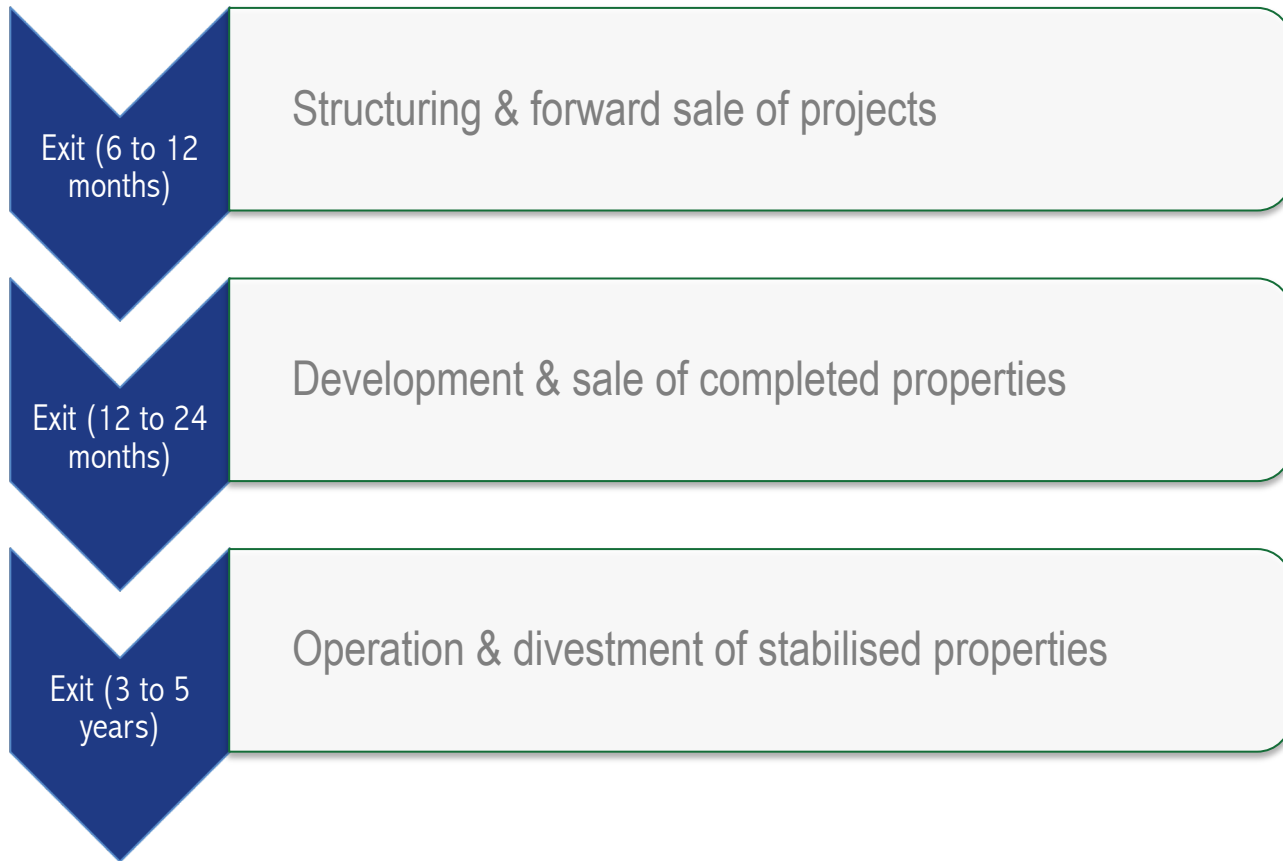 Structuring & forward sale of projects
Exit (6 to 12
months)
Development & sale of completed properties
Exit (12 to 24
months)
Operation & divestment of stabilised properties
Exit (3 to 5
years)